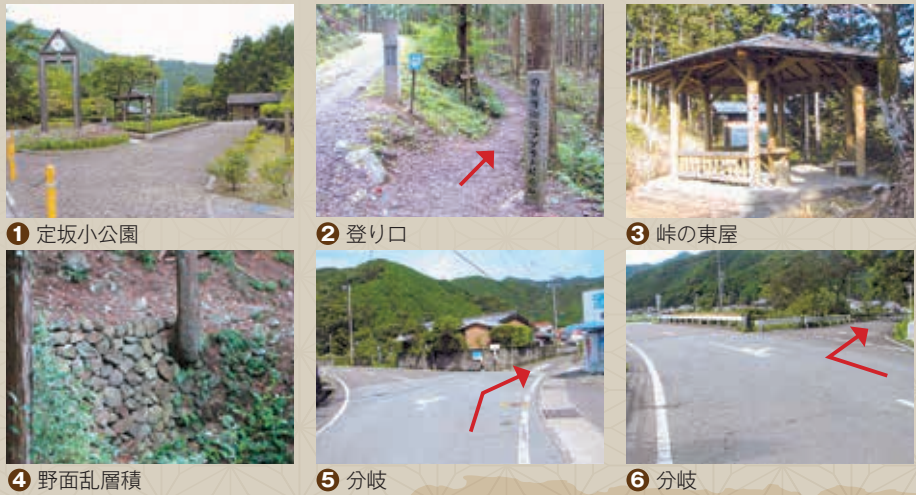 ❶ 定坂小公園
❷ 登り口
❸ 峠の東屋
❹ 野面乱層積
❺ 分岐
❻ 分岐